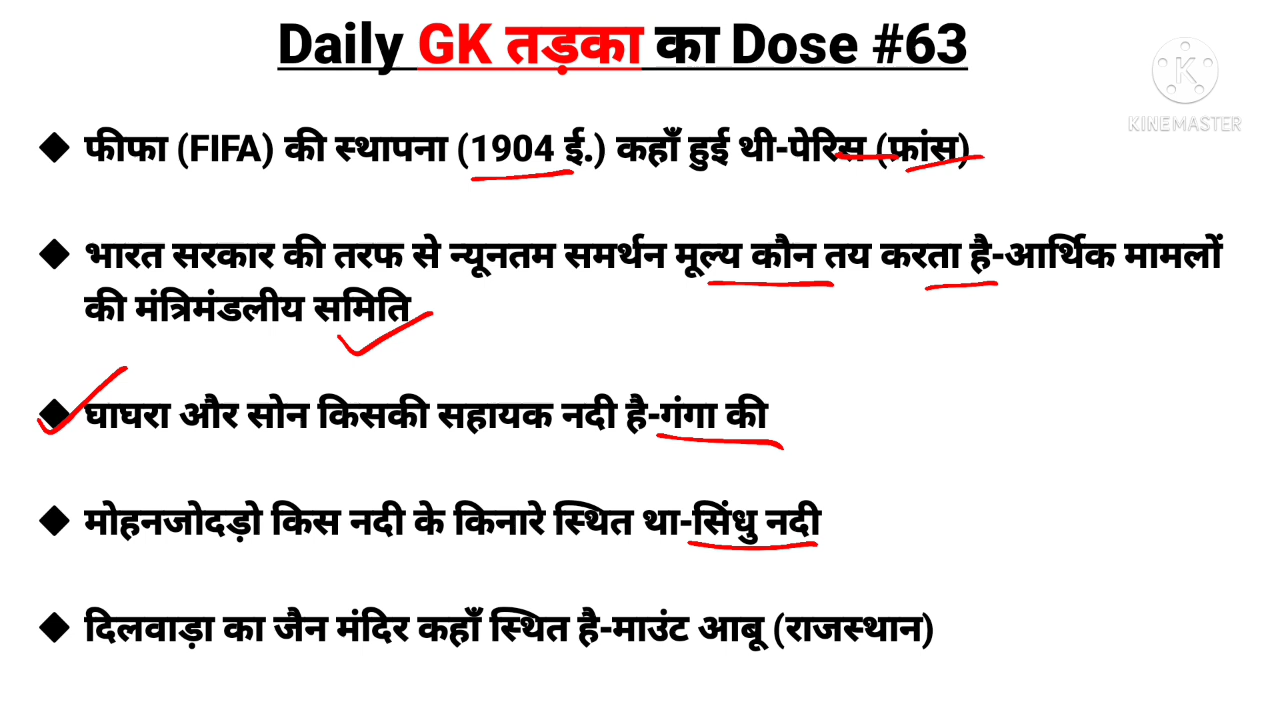 Daily GK तड़का का Dose #63
KINEMASTER
◆ फीफा (FIFA) की स्थापना (1904 ई.) कहाँ हुई थी-पेरिस (फ्रांस)
◆ भारत सरकार की तरफ से न्यूनतम समर्थन मूल्य कौन तय करता है-आर्थिक मामलों
की मंत्रिमंडलीय समिति
◆ घाघरा और सोन किसकी सहायक नदी है-गंगा की
◆ मोहनजोदड़ो किस नदी के किनारे स्थित था-सिंधु नदी
◆ दिलवाड़ा का जैन मंदिर कहाँ स्थित है-माउंट आबू (राजस्थान)